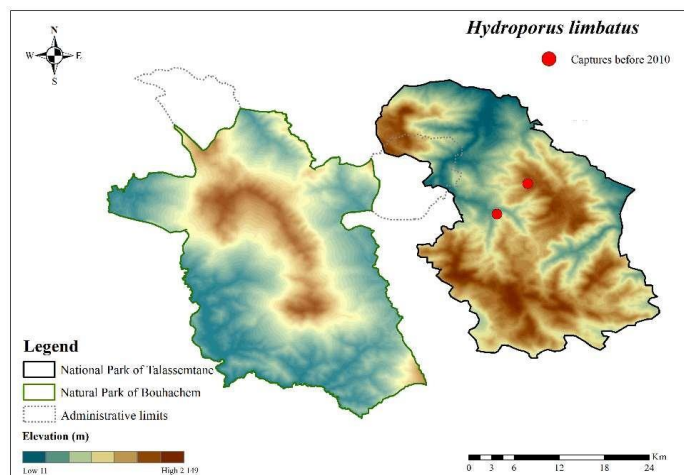 Hydroporus limbatus
Captures before 2010
N
W E
S
Legend
National Park of Talassemtane
Natural Park of Bouhachem
Administrative limits
Elevation (m)
Low 11 High 2 149
Km
0 3 6 12 18 24